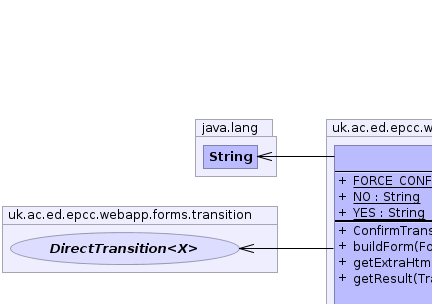 java.lang
String
uk.ac.ed.epcc.w
FORCE_CONF
+ NO : String
+ YES : String
+ ConfirmTrans
+ buildForm(Fo
+ getExtraHtm
+ getResult(Tra
uk.ac.ed.epcc.webapp.forms.transition
DirectTransition<X>